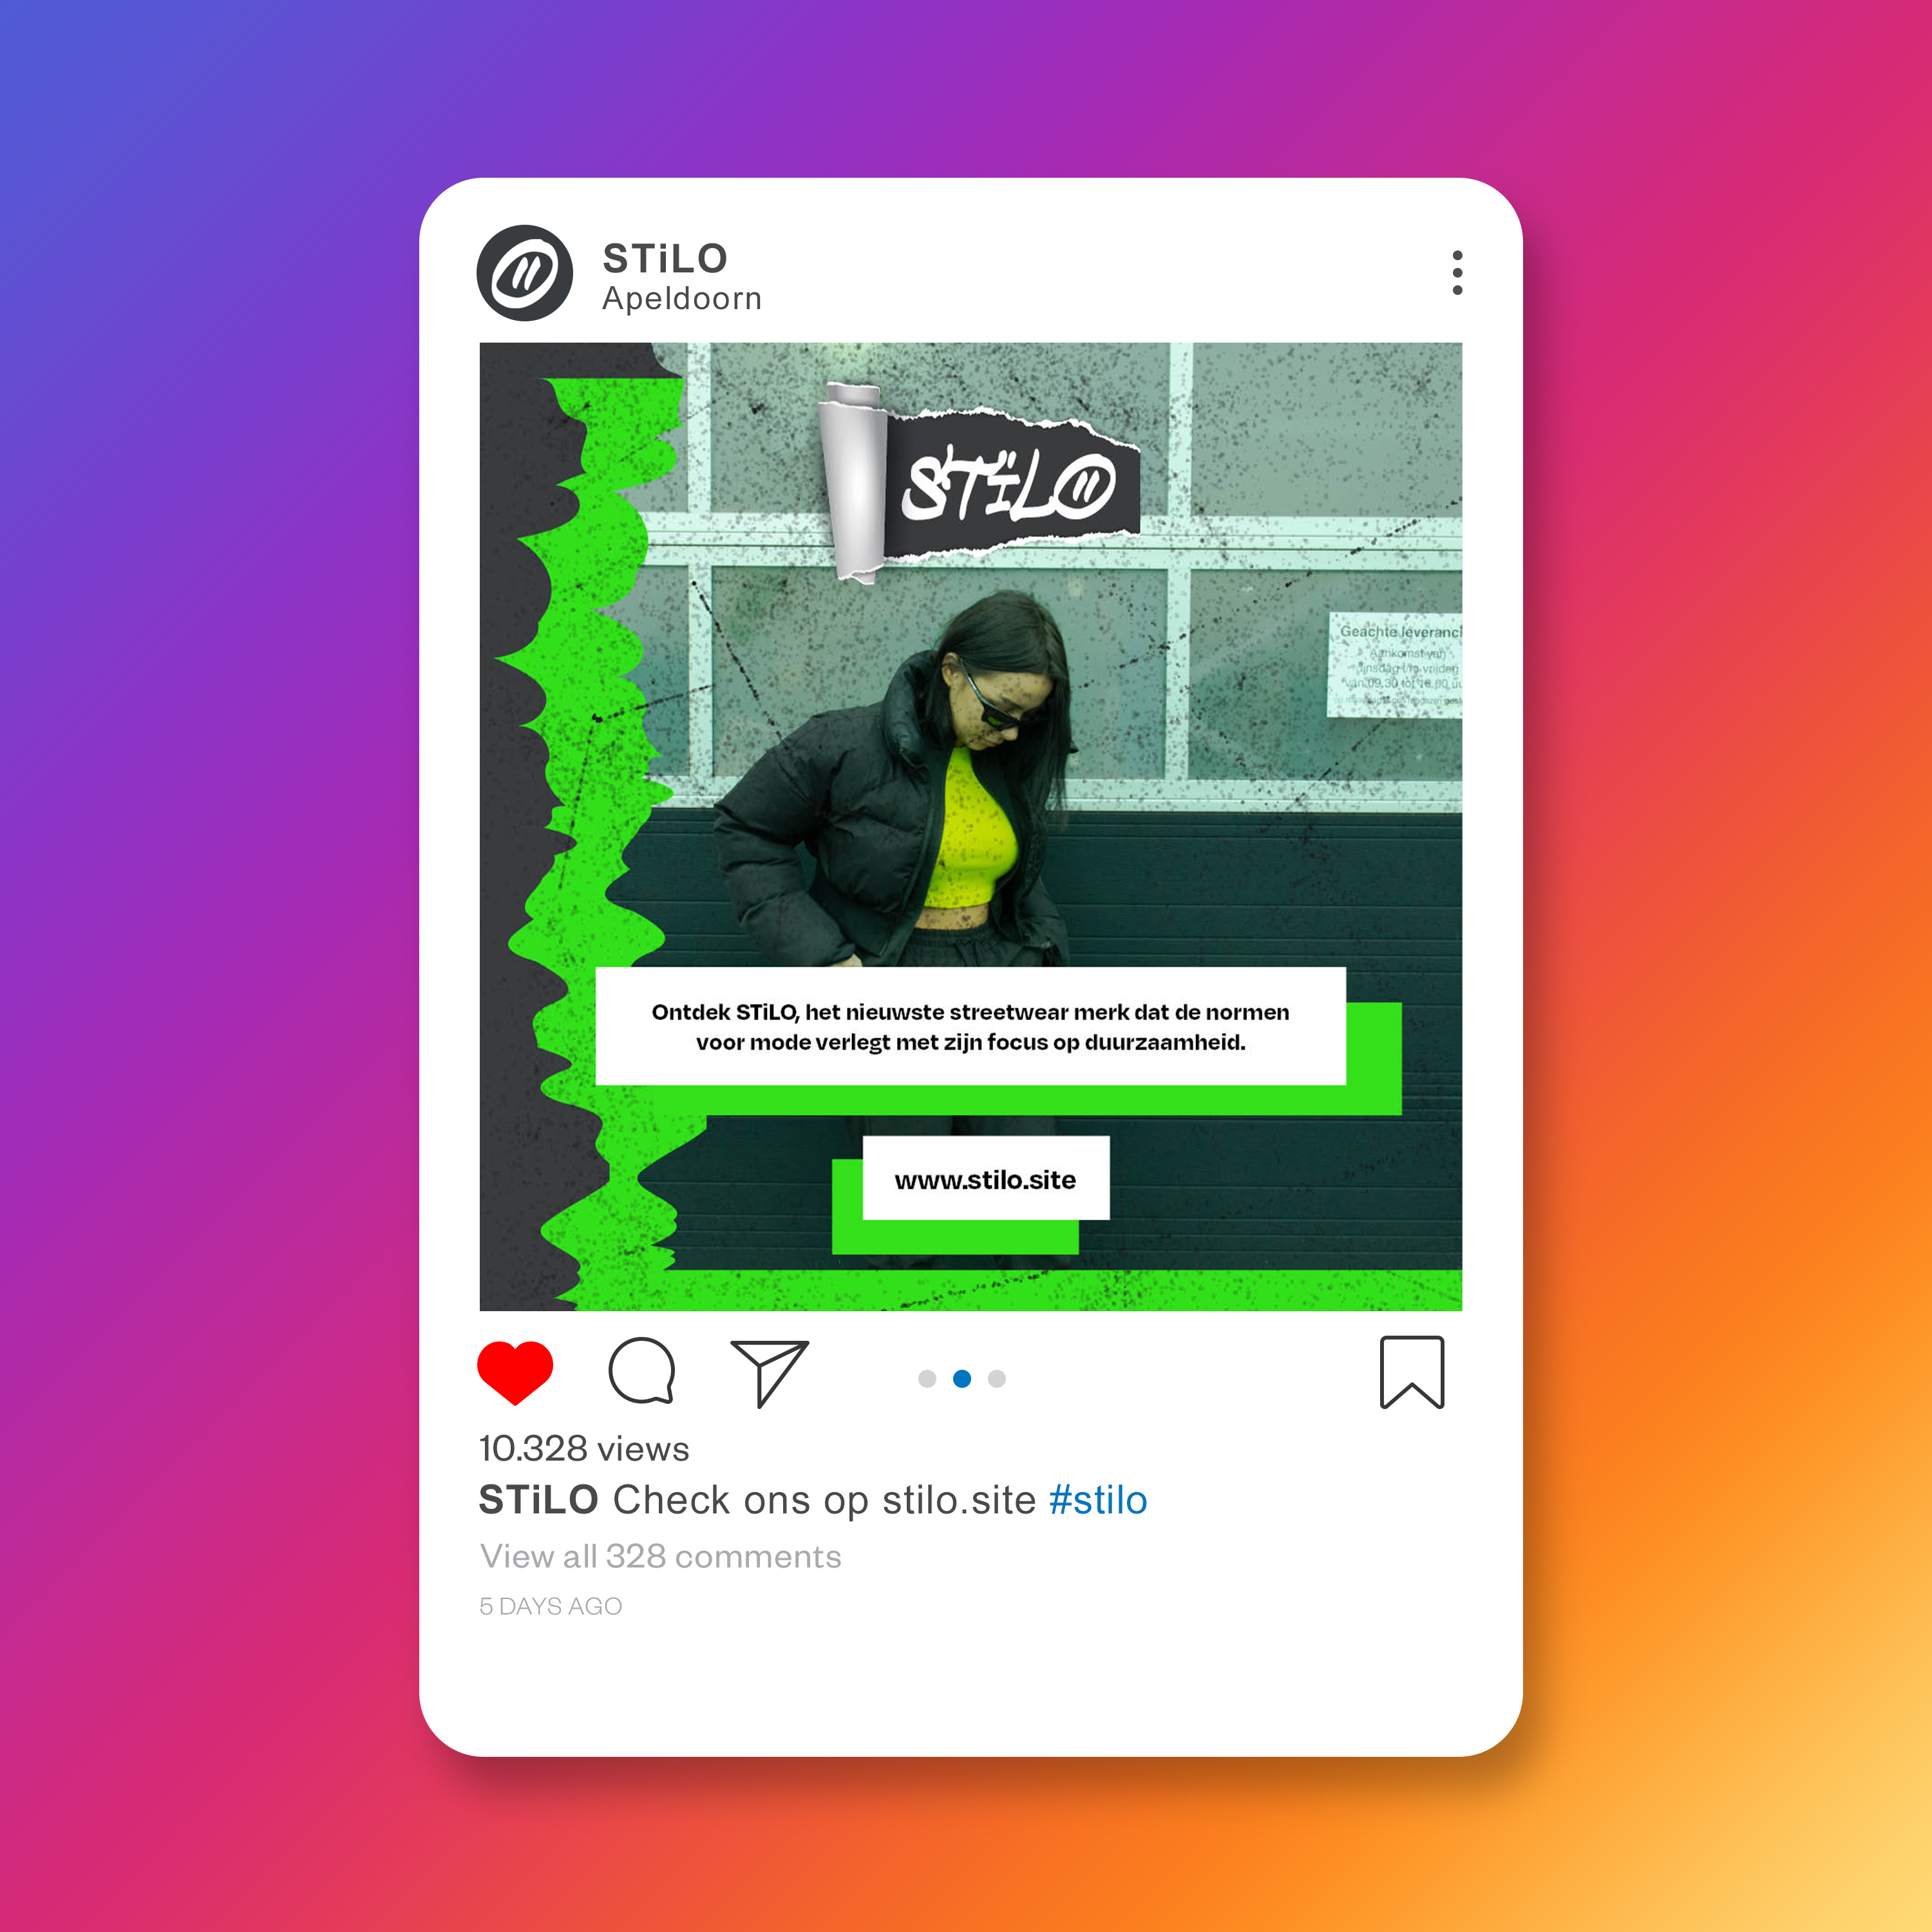 STiLO
Apeldoorn
STiLO
Geachte leveranci
Aankomst van
insdag t/m vrijdag
van 09.30 tot 16.00 uu
Ontdek STiLO, het nieuwste streetwear merk dat de normen
voor mode verlegt met zijn focus op duurzaamheid.
www.stilo.site
10.328 views
STiLO Check ons op stilo.site #stilo
View all 328 comments
5 DAYS AGO